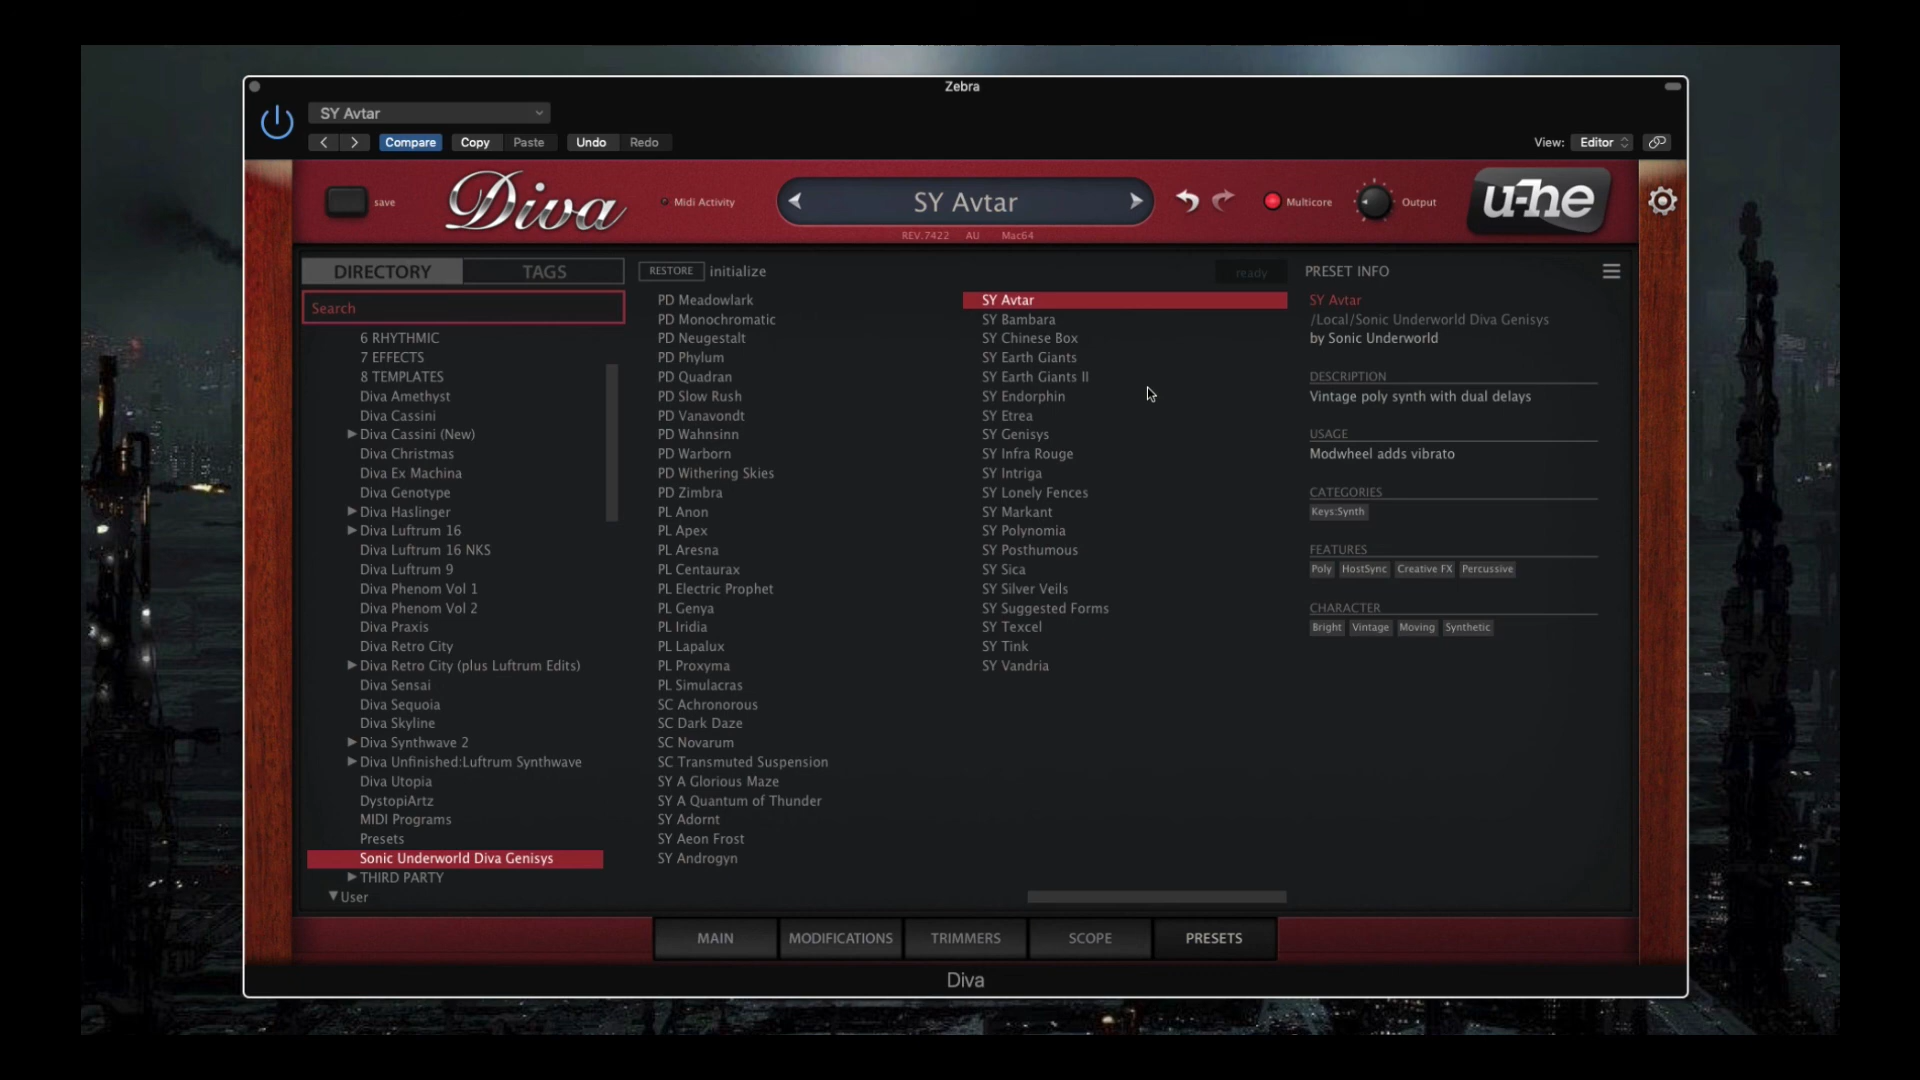 Zebra
SY Avtar
Compare Copy Paste Undo Redo View: Editor
save Diva Midi Activity SY Avtar Multicore Output u-he
REV.7422 AU Mac64
DIRECTORY TAGS RESTORE initialize ready PRESET INFO
Search
6 RHYTHMIC
7 EFFECTS
8 TEMPLATES
Diva Amethyst
Diva Cassini
Diva Cassini (New)
Diva Christmas
Diva Ex Machina
Diva Genotype
Diva Haslinger
Diva Luftrum 16
Diva Luftrum 16 NKS
Diva Luftrum 9
Diva Phenom Vol 1
Diva Phenom Vol 2
Diva Praxis
Diva Retro City
Diva Retro City (plus Luftrum Edits)
Diva Sensai
Diva Sequoia
Diva Skyline
Diva Synthwave 2
Diva Unfinished:Luftrum Synthwave
Diva Utopia
DystopiArtz
MIDI Programs
Presets
Sonic Underworld Diva Genisys
THIRD PARTY
User
PD Meadowlark
PD Monochromatic
PD Neugestalt
PD Phylum
PD Quadran
PD Slow Rush
PD Vanavondt
PD Wahnsinn
PD Warborn
PD Withering Skies
PD Zimbra
PL Anon
PL Apex
PL Aresna
PL Centaurax
PL Electric Prophet
PL Genya
PL Iridia
PL Lapalux
PL Proxyma
PL Simulacras
SC Achronorous
SC Dark Daze
SC Novarum
SC Transmuted Suspension
SY A Glorious Maze
SY A Quantum of Thunder
SY Adornt
SY Aeon Frost
SY Androgyn
SY Avtar
SY Bambara
SY Chinese Box
SY Earth Giants
SY Earth Giants II
SY Endorphin
SY Etrea
SY Genisys
SY Infra Rouge
SY Intriga
SY Lonely Fences
SY Markant
SY Polynomia
SY Posthumous
SY Sica
SY Silver Veils
SY Suggested Forms
SY Texcel
SY Tink
SY Vandria
SY Avtar
/Local/Sonic Underworld Diva Genisys
by Sonic Underworld
DESCRIPTION
Vintage poly synth with dual delays
USAGE
Modwheel adds vibrato
CATEGORIES
Keys:Synth
FEATURES
Poly HostSync Creative FX Percussive
CHARACTER
Bright Vintage Moving Synthetic
MAIN MODIFICATIONS TRIMMERS SCOPE PRESETS
Diva